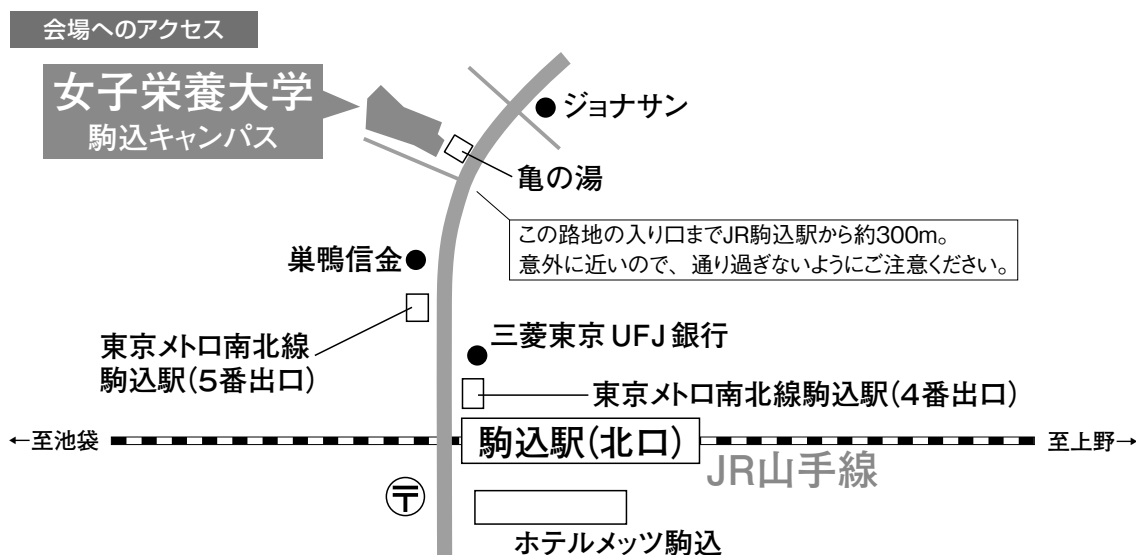 会場へのアクセス
女子栄養大学
駒込キャンパス
ジョナサン
亀の湯
この路地の入り口までJR駒込駅から約300m。
意外に近いので、通り過ぎないようにご注意ください。
巣鴨信金
東京メトロ南北線
駒込駅(5番出口)
三菱東京UFJ銀行
東京メトロ南北線駒込駅(4番出口)
←至池袋
駒込駅(北口)
至上野→
JR山手線
〒
ホテルメッツ駒込